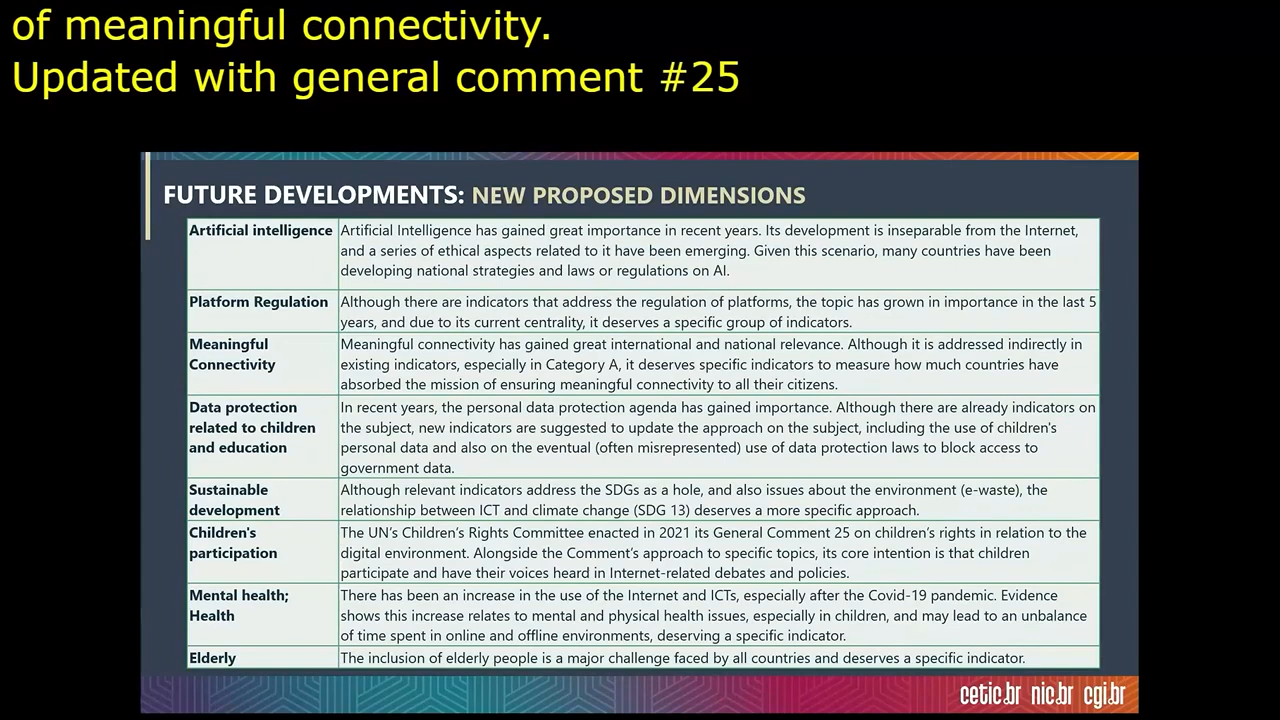 of meaningful connectivity.
Updated with general comment #25
FUTURE DEVELOPMENTS: NEW PROPOSED DIMENSIONS
Artificial intelligence
Artificial Intelligence has gained great importance in recent years. Its development is inseparable from the Internet,
and a series of ethical aspects related to it have been emerging. Given this scenario, many countries have been
developing national strategies and laws or regulations on AI.
Platform Regulation
Although there are indicators that address the regulation of platforms, the topic has grown in importance in the last 5
years, and due to its current centrality, it deserves a specific group of indicators.
Meaningful
Connectivity
Meaningful connectivity has gained great international and national relevance. Although it is addressed indirectly in
existing indicators, especially in Category A, it deserves specific indicators to measure how much countries have
absorbed the mission of ensuring meaningful connectivity to all their citizens.
Data protection
related to children
and education
In recent years, the personal data protection agenda has gained importance. Although there are already indicators on
the subject, new indicators are suggested to update the approach on the subject, including the use of children's
personal data and also on the eventual (often misrepresented) use of data protection laws to block access to
government data.
Sustainable
development
Although relevant indicators address the SDGs as a hole, and also issues about the environment (e-waste), the
relationship between ICT and climate change (SDG 13) deserves a more specific approach.
Children's
participation
The UN's Children's Rights Committee enacted in 2021 its General Comment 25 on children's rights in relation to the
digital environment. Alongside the Comment's approach to specific topics, its core intention is that children
participate and have their voices heard in Internet-related debates and policies.
Mental health;
Health
There has been an increase in the use of the Internet and ICTs, especially after the Covid-19 pandemic. Evidence
shows this increase relates to mental and physical health issues, especially in children, and may lead to an unbalance
of time spent in online and offline environments, deserving a specific indicator.
Elderly
The inclusion of elderly people is a major challenge faced by all countries and deserves a specific indicator.
cetic.br nic.br cgi.br